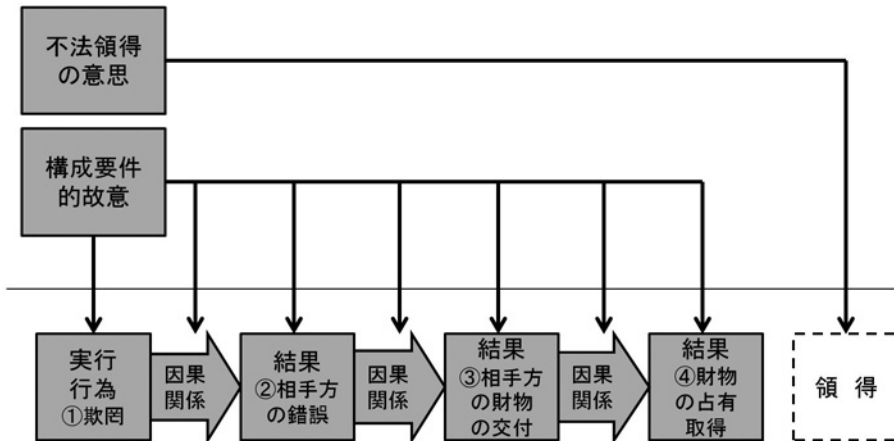 不法領得
の意思
構成要件
的故意
実行
行為
①欺罔
因果
関係
結果
②相手方
の錯誤
因果
関係
結果
③相手方
の財物
の交付
因果
関係
結果
④財物
の占有
取得
領 得